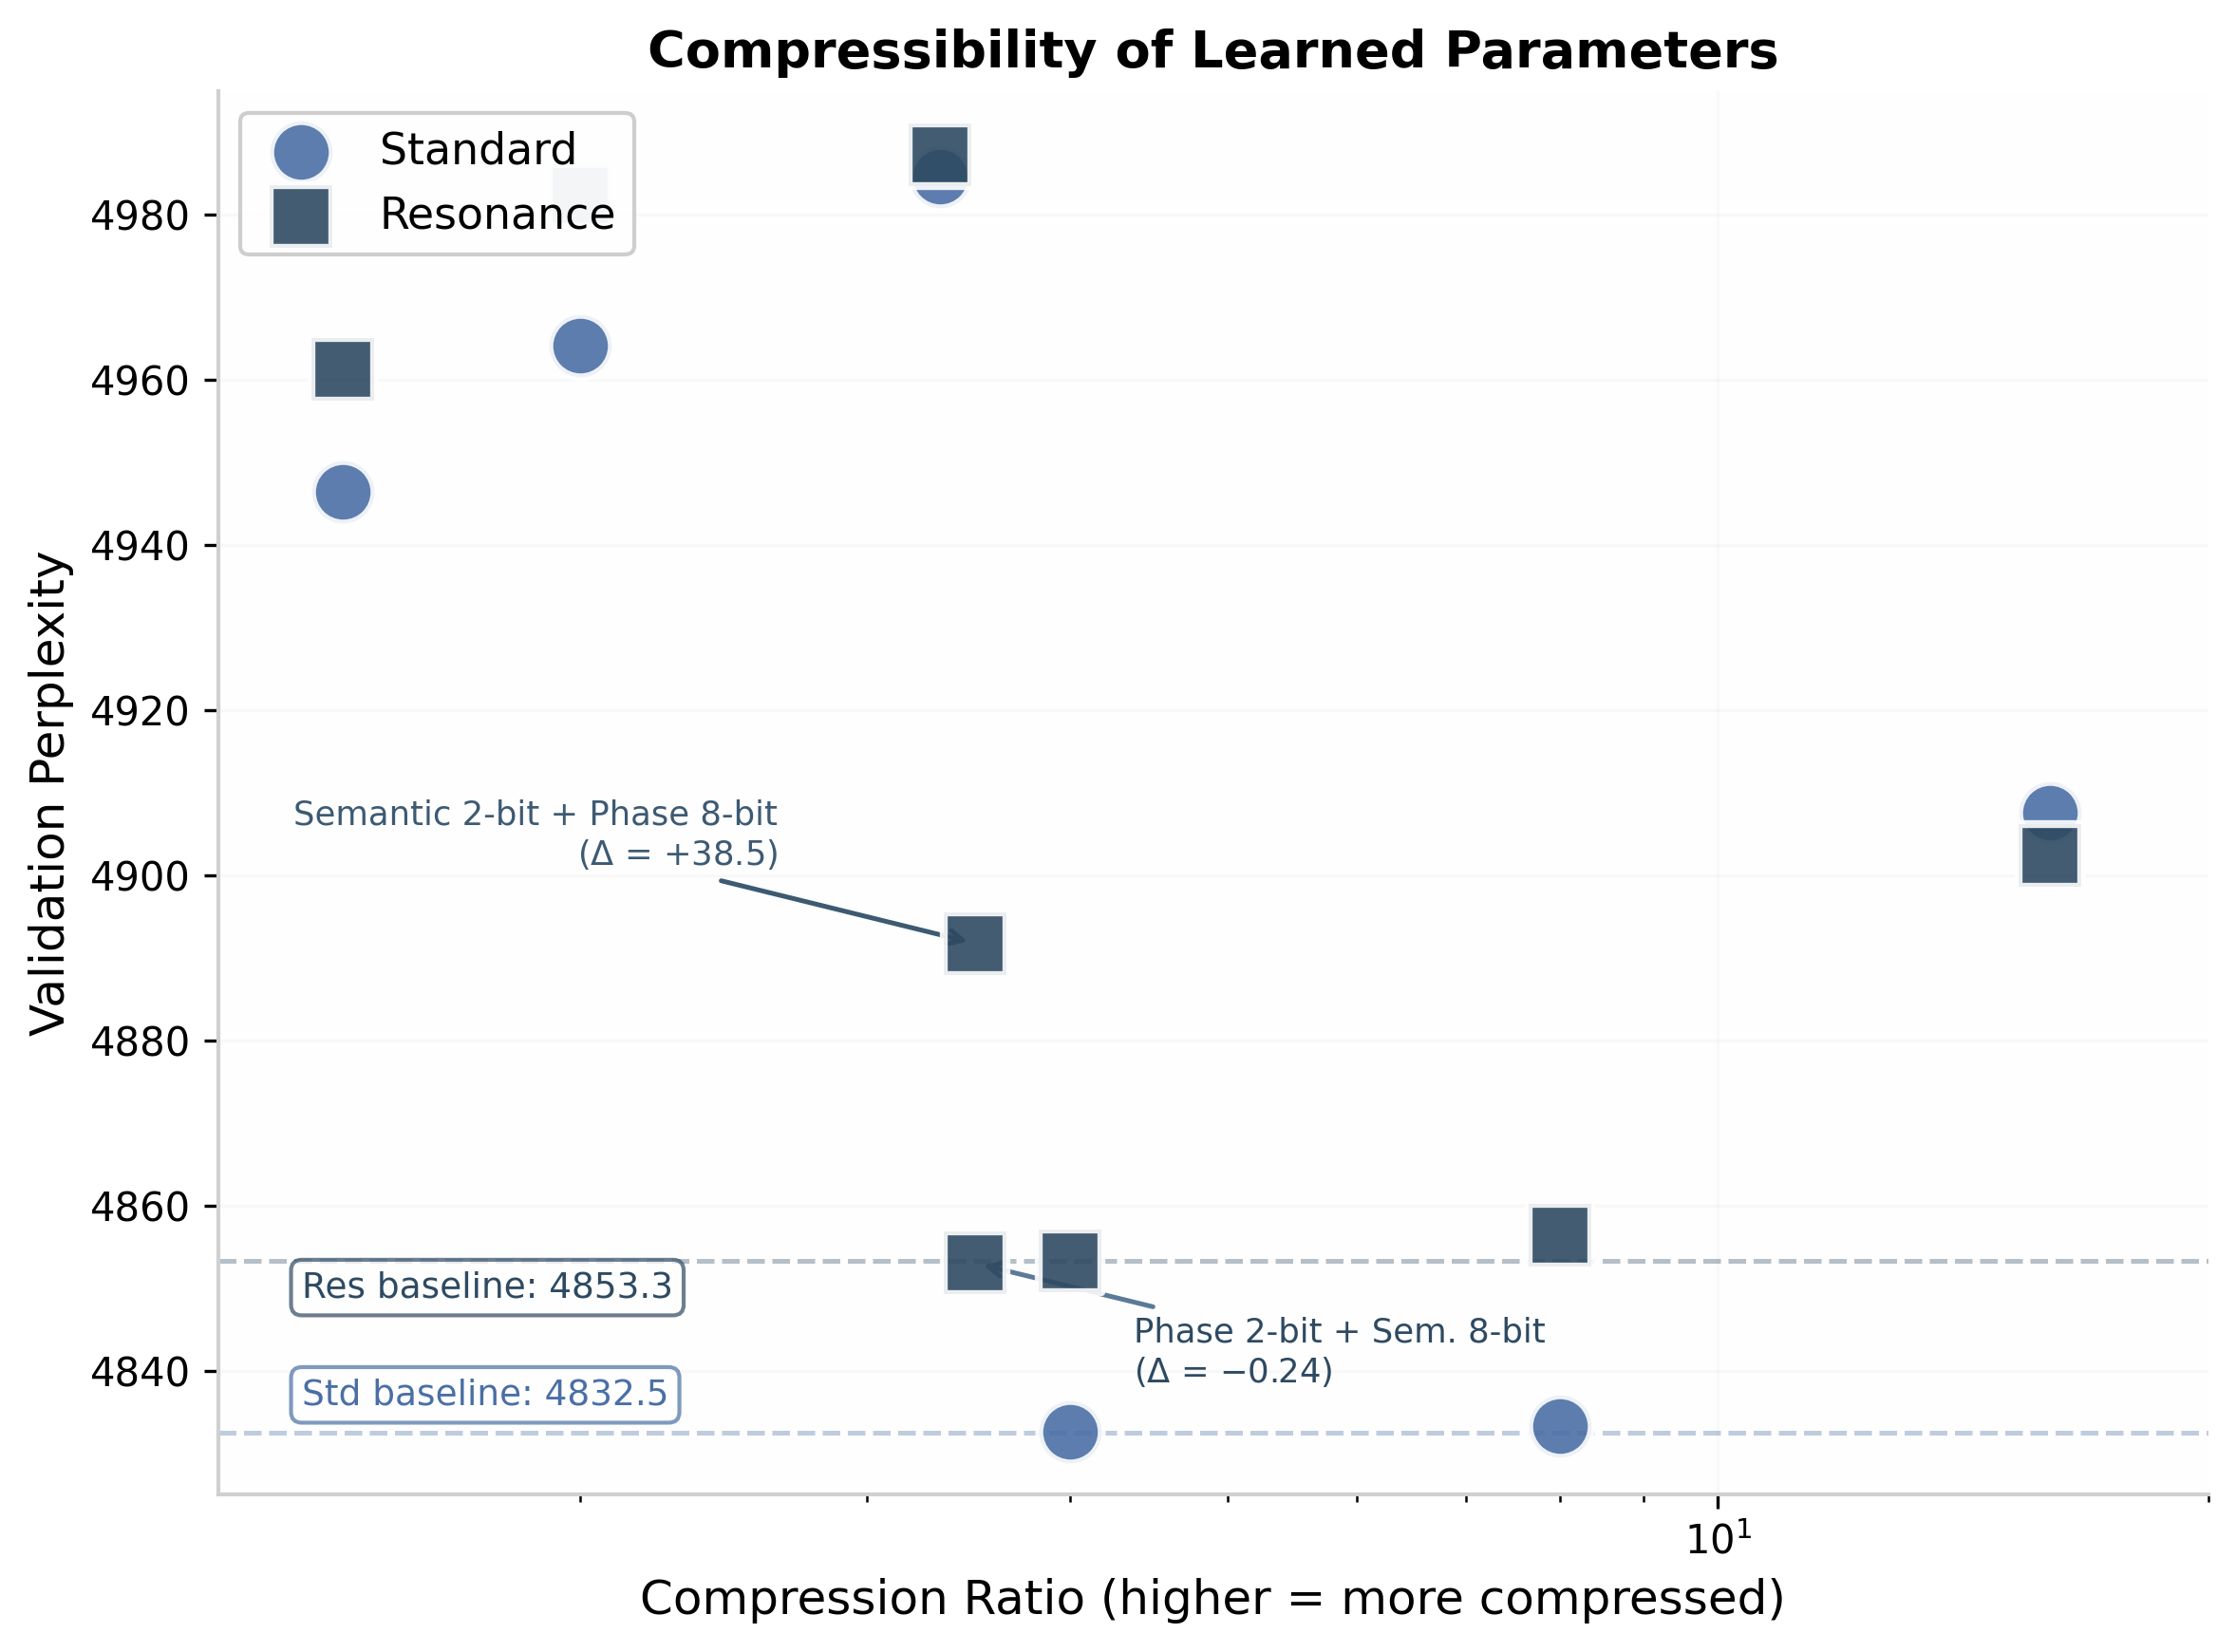 Compressibility of Learned Parameters
Standard
Resonance
4980
4960
4940
4920
4900
4880
4860
4840
Validation Perplexity
Semantic 2-bit + Phase 8-bit
(Δ = +38.5)
Res baseline: 4853.3
Phase 2-bit + Sem. 8-bit
(Δ = −0.24)
Std baseline: 4832.5
10¹
Compression Ratio (higher = more compressed)